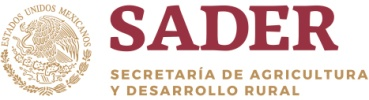 ESTADOS UNIDOS MEXICANOS
SADER
SECRETARÍA DE AGRICULTURA
Y DESARROLLO RURAL